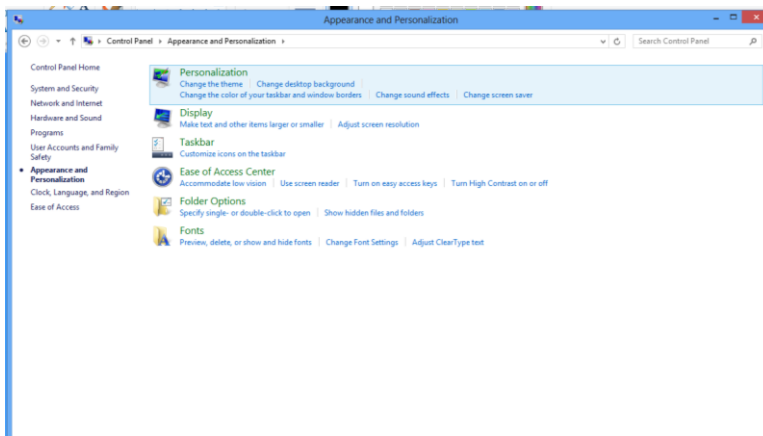 Appearance and Personalization
Control Panel Appearance and Personalization
Search Control Panel
Control Panel Home
System and Security
Network and Internet
Hardware and Sound
Programs
User Accounts and Family
Safety
Appearance and
Personalization
Clock, Language, and Region
Ease of Access
Personalization
Change the theme Change desktop background
Change the color of your taskbar and window borders Change sound effects Change screen saver
Display
Make text and other items larger or smaller Adjust screen resolution
Taskbar
Customize icons on the taskbar
Ease of Access Center
Accommodate low vision Use screen reader Turn on easy access keys Turn High Contrast on or off
Folder Options
Specify single- or double-click to open Show hidden files and folders
Fonts
Preview, delete, or show and hide fonts Change Font Settings Adjust ClearType text